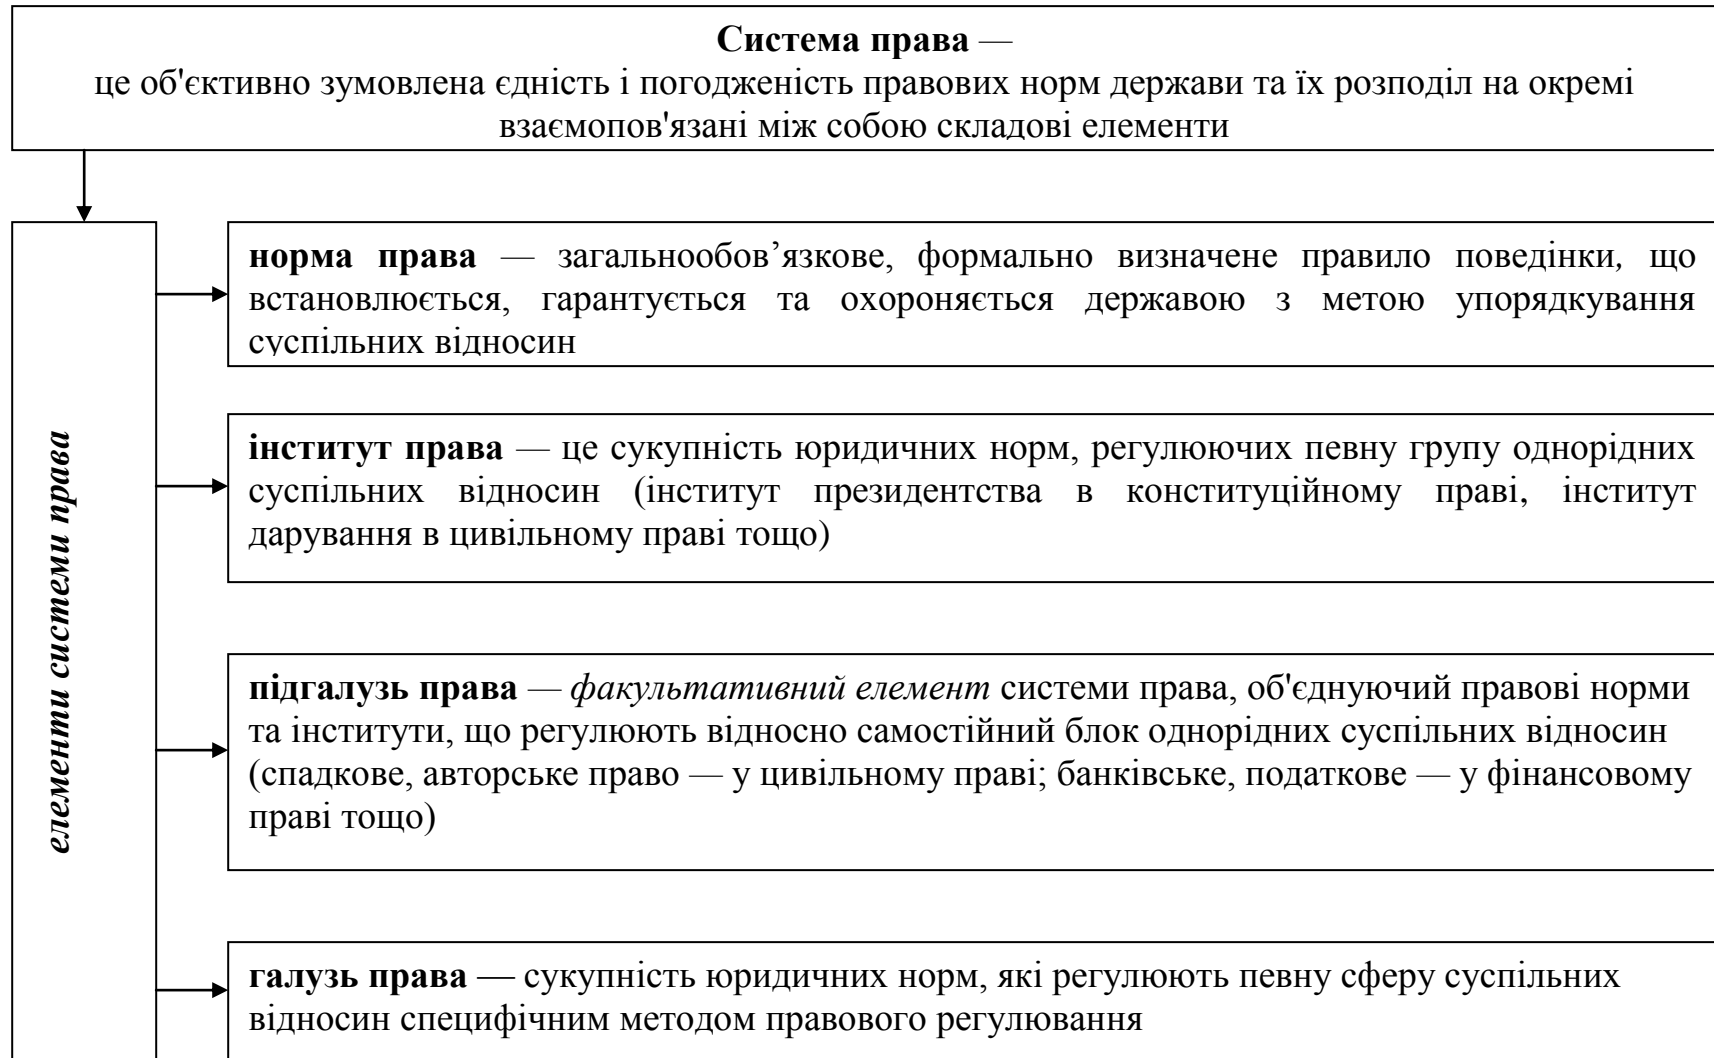 Система права —
це об'єктивно зумовлена єдність і погодженість правових норм держави та їх розподіл на окремі
взаємопов'язані між собою складові елементи
елементи системи права
норма права — загальнообов’язкове, формально визначене правило поведінки, що
встановлюється, гарантується та охороняється державою з метою упорядкування
суспільних відносин
інститут права — це сукупність юридичних норм, регулюючих певну групу однорідних
суспільних відносин (інститут президентства в конституційному праві, інститут
дарування в цивільному праві тощо)
підгалузь права — факультативний елемент системи права, об'єднуючий правові норми
та інститути, що регулюють відносно самостійний блок однорідних суспільних відносин
(спадкове, авторське право — у цивільному праві; банківське, податкове — у фінансовому
праві тощо)
галузь права — сукупність юридичних норм, які регулюють певну сферу суспільних
відносин специфічним методом правового регулювання